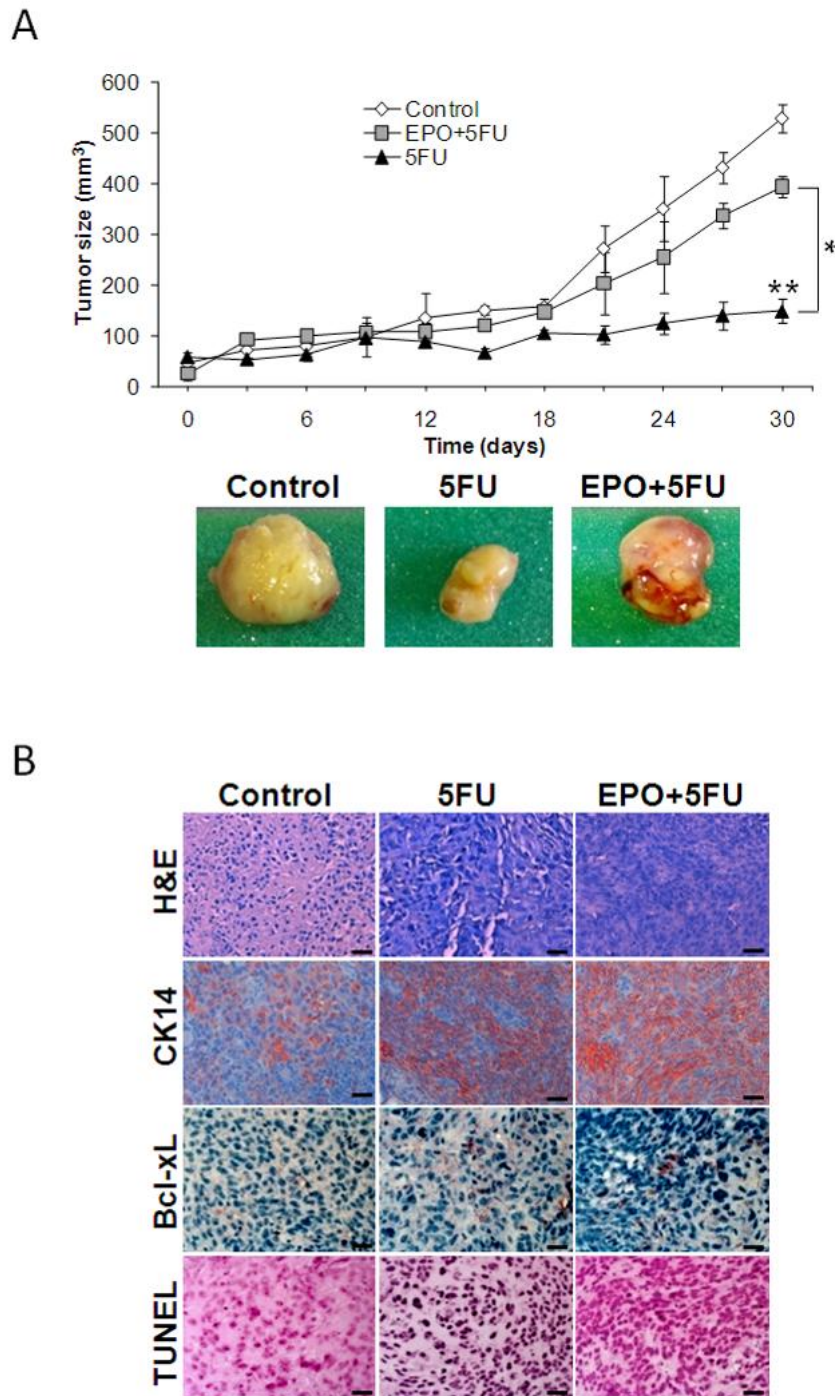 A
600
500
400
300
200
100
0
Tumor size (mm³)
Control
EPO+5FU
5FU
*
**
0 6 12 18 24 30
Time (days)
Control 5FU EPO+5FU
B
Control 5FU EPO+5FU
H&E
CK14
Bcl-xL
TUNEL